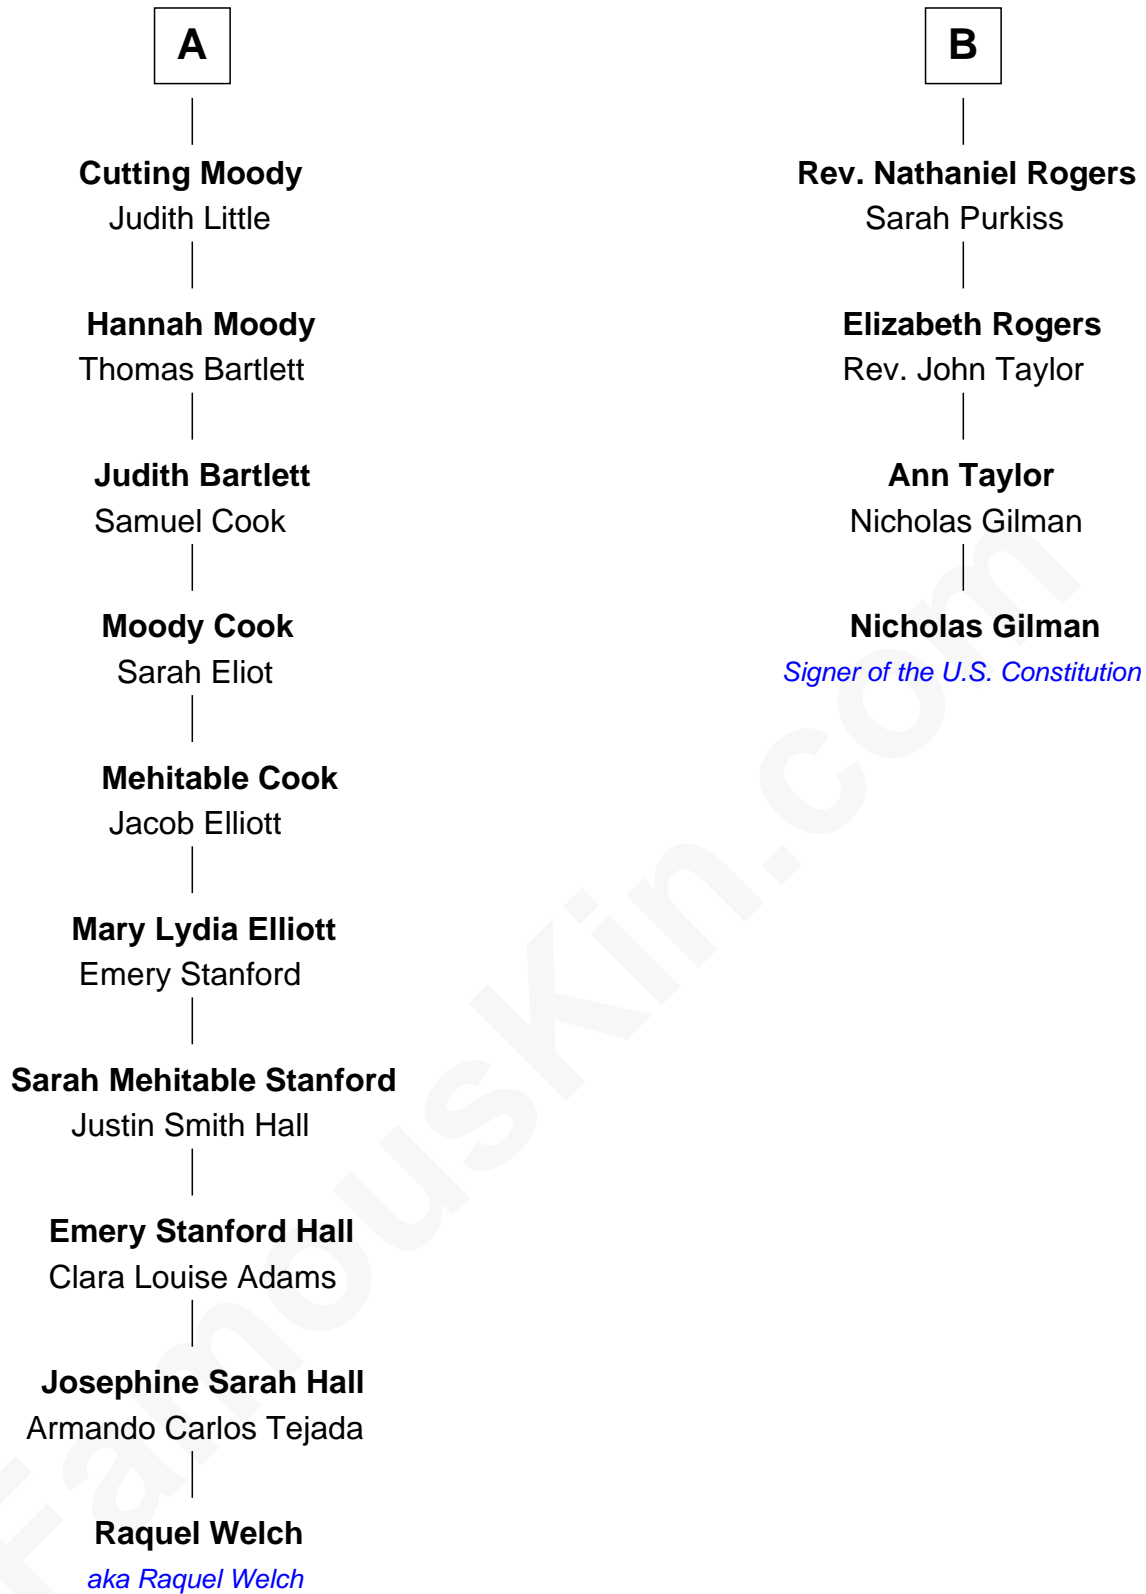 A
Cutting Moody
Judith Little
Hannah Moody
Thomas Bartlett
Judith Bartlett
Samuel Cook
Moody Cook
Sarah Eliot
Mehitable Cook
Jacob Elliott
Mary Lydia Elliott
Emery Stanford
Sarah Mehitable Stanford
Justin Smith Hall
Emery Stanford Hall
Clara Louise Adams
Josephine Sarah Hall
Armando Carlos Tejada
Raquel Welch
aka Raquel Welch
B
Rev. Nathaniel Rogers
Sarah Purkiss
Elizabeth Rogers
Rev. John Taylor
Ann Taylor
Nicholas Gilman
Nicholas Gilman
Signer of the U.S. Constitution
FamousKin.com